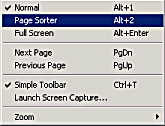 Normal Alt+1
Page Sorter Alt+2
Full Screen Alt+Enter
Next Page PgDn
Previous Page PgUp
Simple Toolbar Ctrl+T
Launch Screen Capture...
Zoom